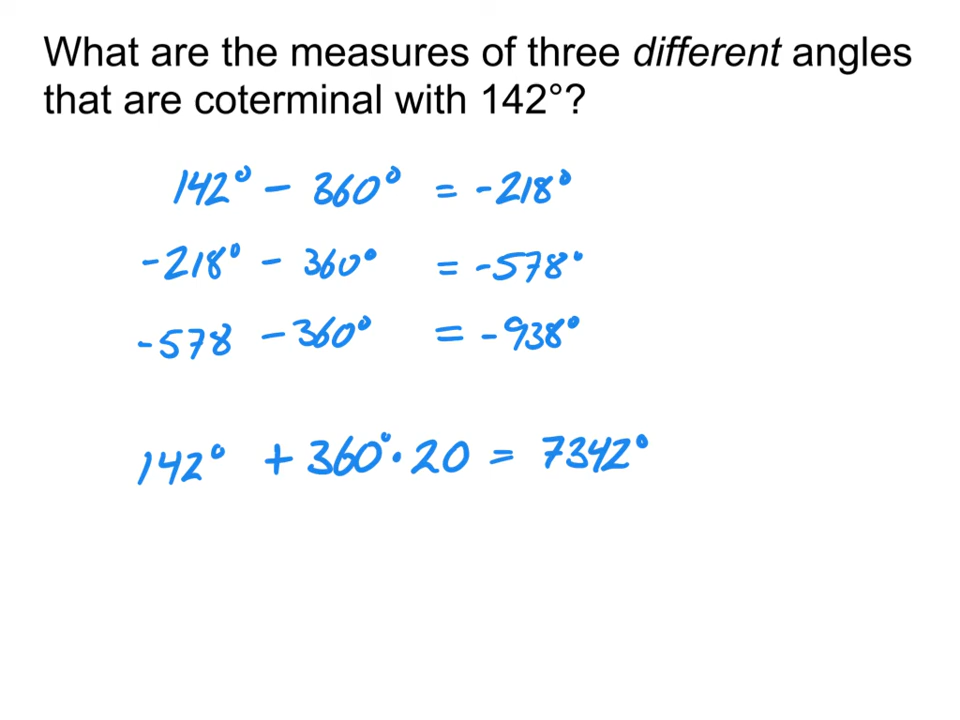 What are the measures of three different angles
that are coterminal with 142°?
142° - 360° = -218°
-218° - 360° = -578°
-578 - 360° = -938°
142° + 360° · 20 = 7342°